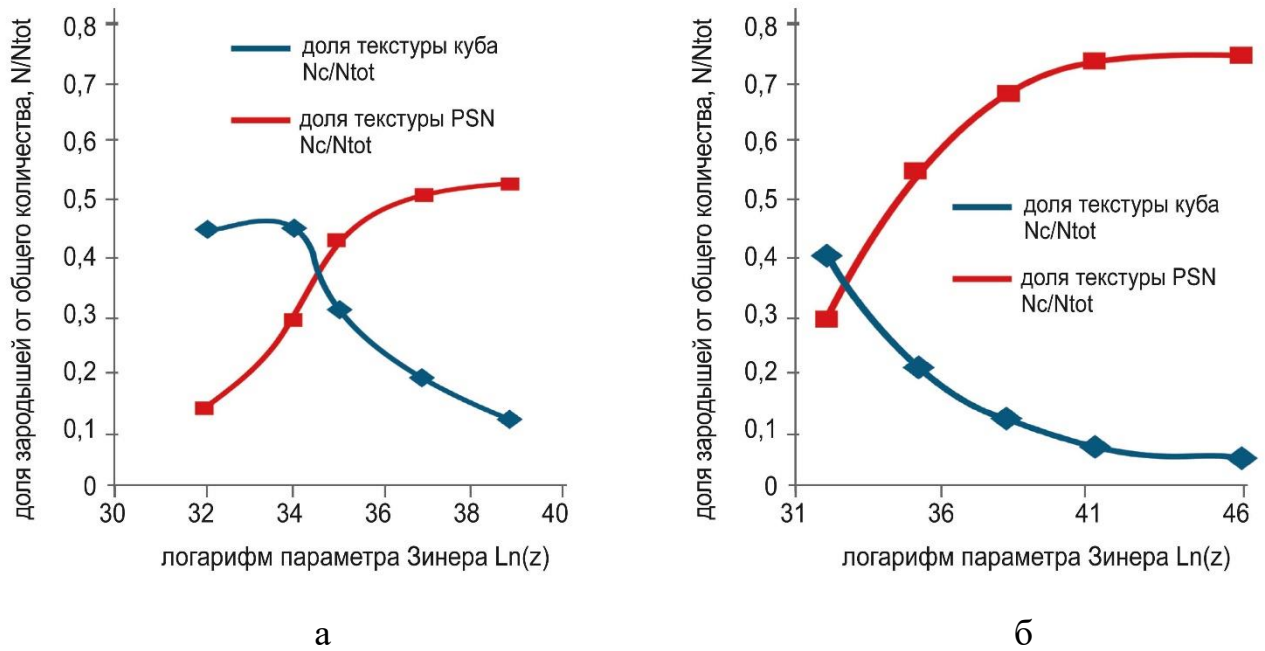 0,8
0.7
0.6
0,5
0,4
0,3
0,2
0,1
0
30
32
34
36
38
40
доля зародышей от общего количества, N/Ntot
логарифм параметра Зинера Ln(z)
доля текстуры куба
Nc/Ntot
доля текстуры PSN
Nc/Ntot
а
0.8
0.7
0.6
0,5
0,4
0,3
0,2
0,1
0
31
36
41
46
доля зародышей от общего количества, N/Ntot
логарифм параметра Зинера Ln(z)
доля текстуры куба
Nc/Ntot
доля текстуры PSN
Nc/Ntot
б